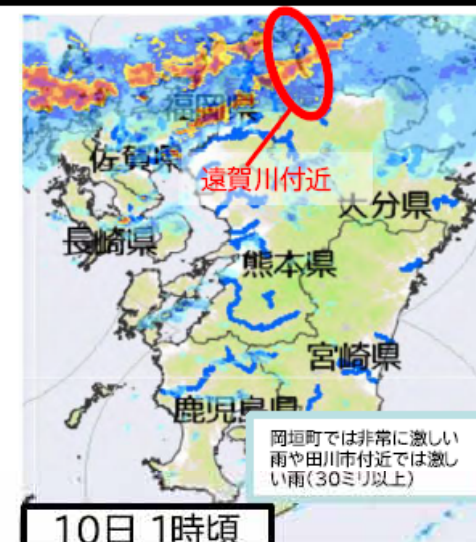 福岡県
佐賀県
遠賀川付近
大分県
長崎県
熊本県
宮崎県
鹿児島県
岡垣町では非常に激しい
雨や田川市付近では激し
い雨(30ミリ以上)
10日 1時頃